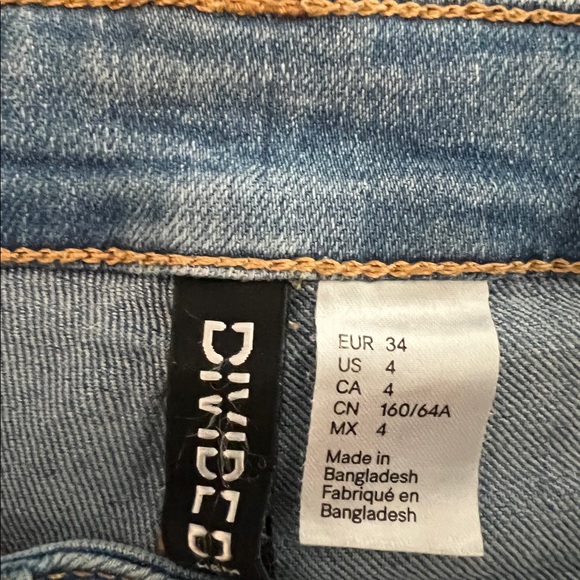 DIVIDED
EUR 34
US 4
CA 4
CN 160/64A
MX 4
Made in
Bangladesh
Fabriqué en
Bangladesh